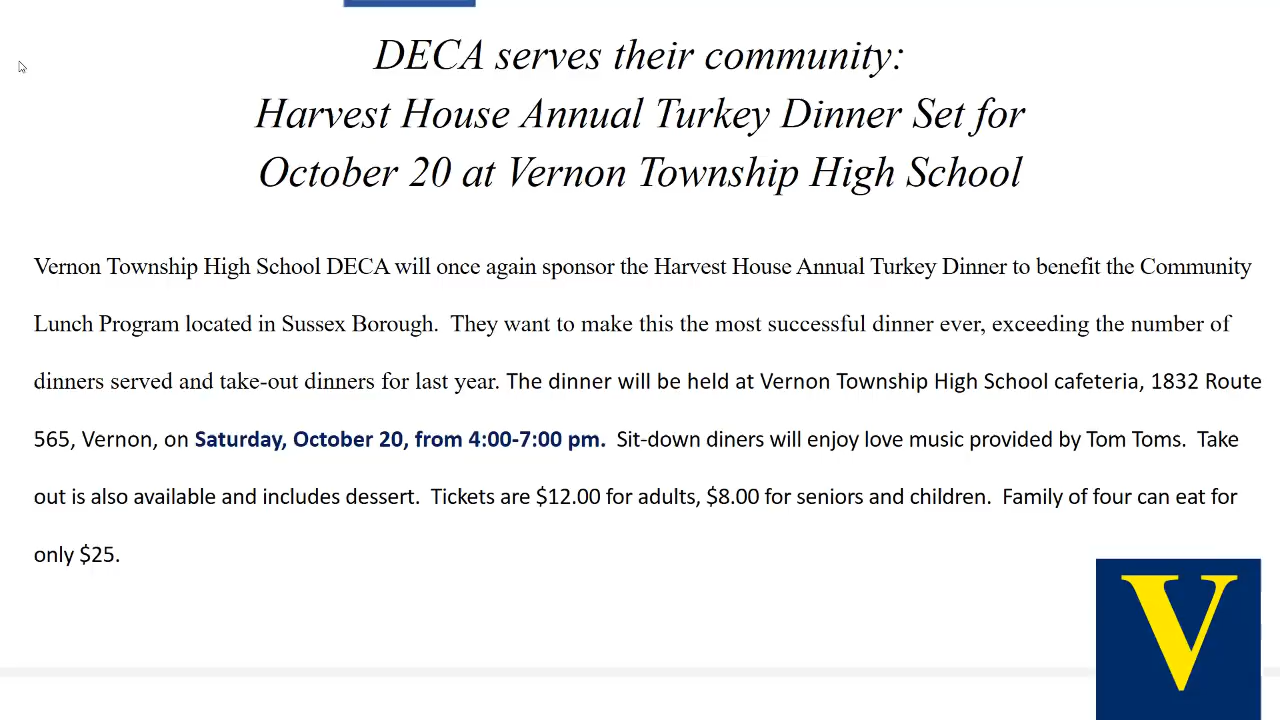 DECA serves their community:
Harvest House Annual Turkey Dinner Set for
October 20 at Vernon Township High School
Vernon Township High School DECA will once again sponsor the Harvest House Annual Turkey Dinner to benefit the Community
Lunch Program located in Sussex Borough.  They want to make this the most successful dinner ever, exceeding the number of
dinners served and take-out dinners for last year. The dinner will be held at Vernon Township High School cafeteria, 1832 Route
565, Vernon, on Saturday, October 20, from 4:00-7:00 pm.  Sit-down diners will enjoy love music provided by Tom Toms.  Take
out is also available and includes dessert.  Tickets are $12.00 for adults, $8.00 for seniors and children.  Family of four can eat for
only $25.
V